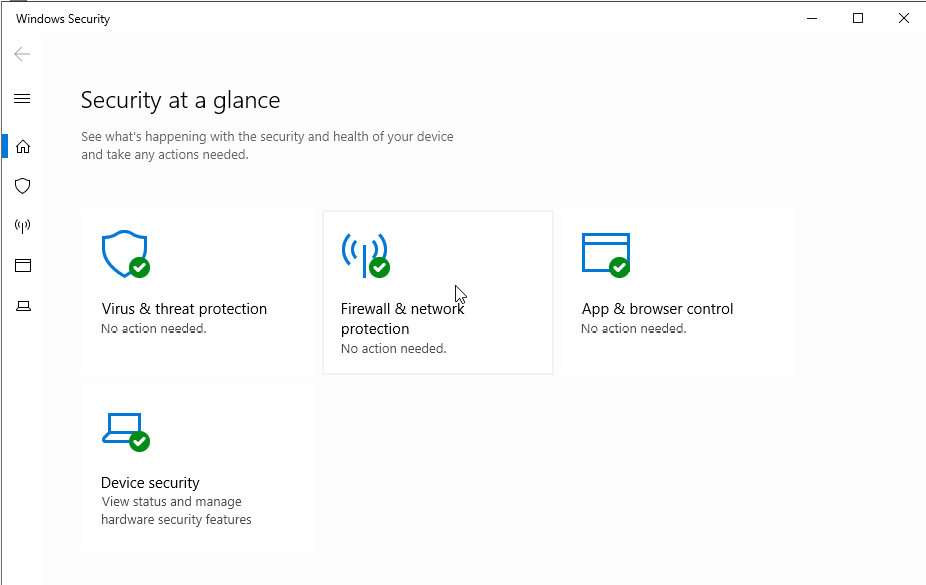 Windows Security
Security at a glance
See what's happening with the security and health of your device
and take any actions needed.
Virus & threat protection
No action needed.
Firewall & network
protection
No action needed.
App & browser control
No action needed.
Device security
View status and manage
hardware security features